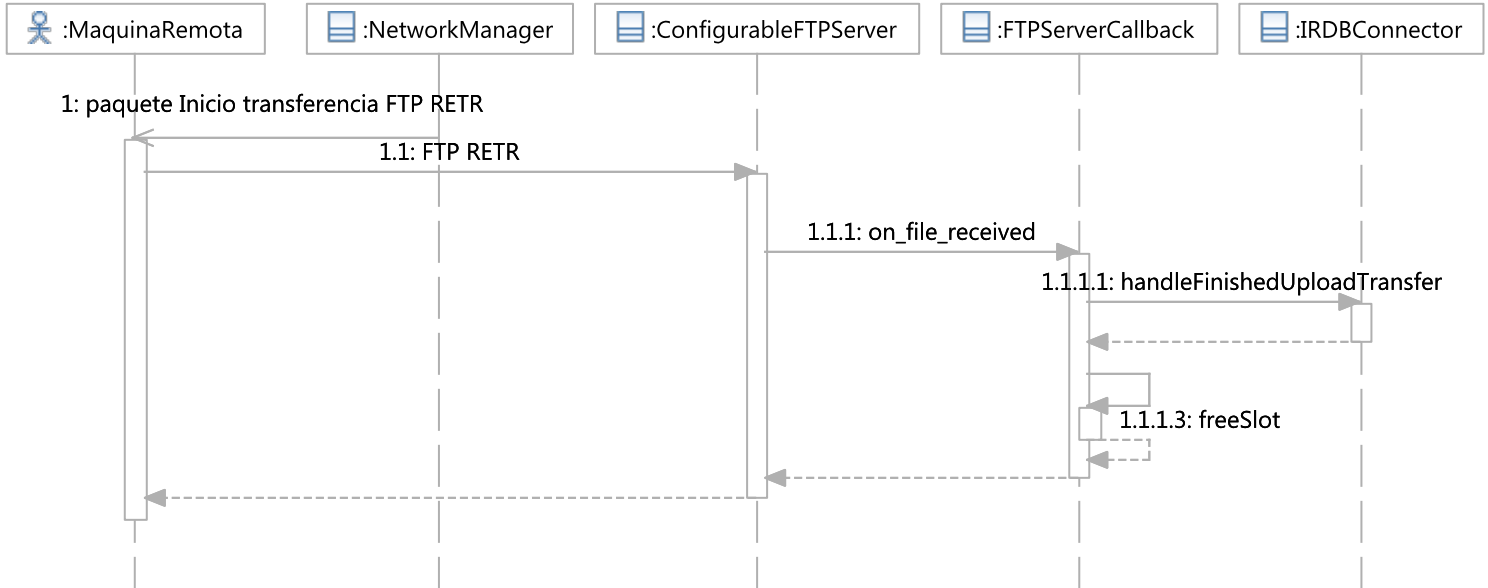 :MaquinaRemota
:NetworkManager
:ConfigurableFTPServer
:FTPServerCallback
:IRDBConnector
1: paquete Inicio transferencia FTP RETR
1.1: FTP RETR
1.1.1: on_file_received
1.1.1.1: handleFinishedUploadTransfer
1.1.1.3: freeSlot